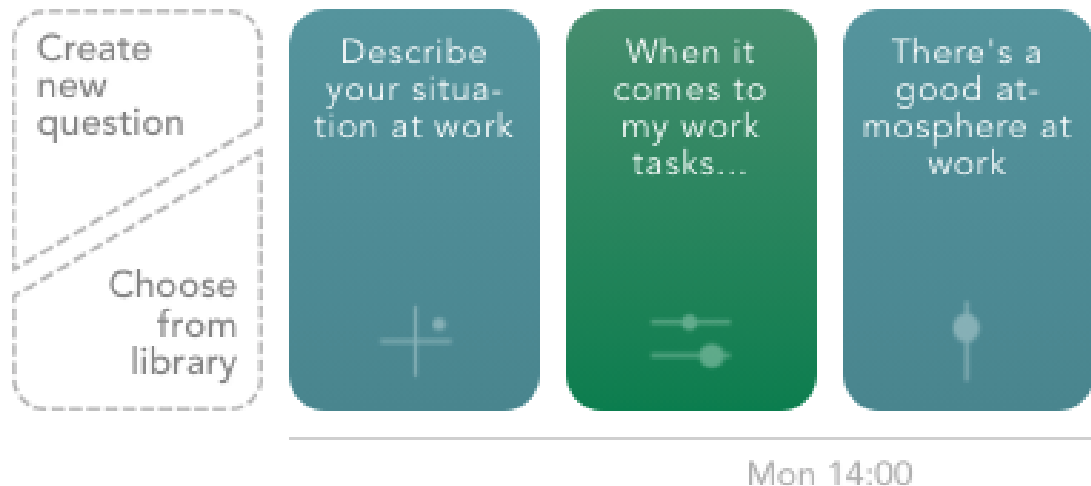 Create
new
question
Choose
from
library
Describe
your situa-
tion at work
When it
comes to
my work
tasks...
There's a
good at-
mosphere at
work
Mon 14:00